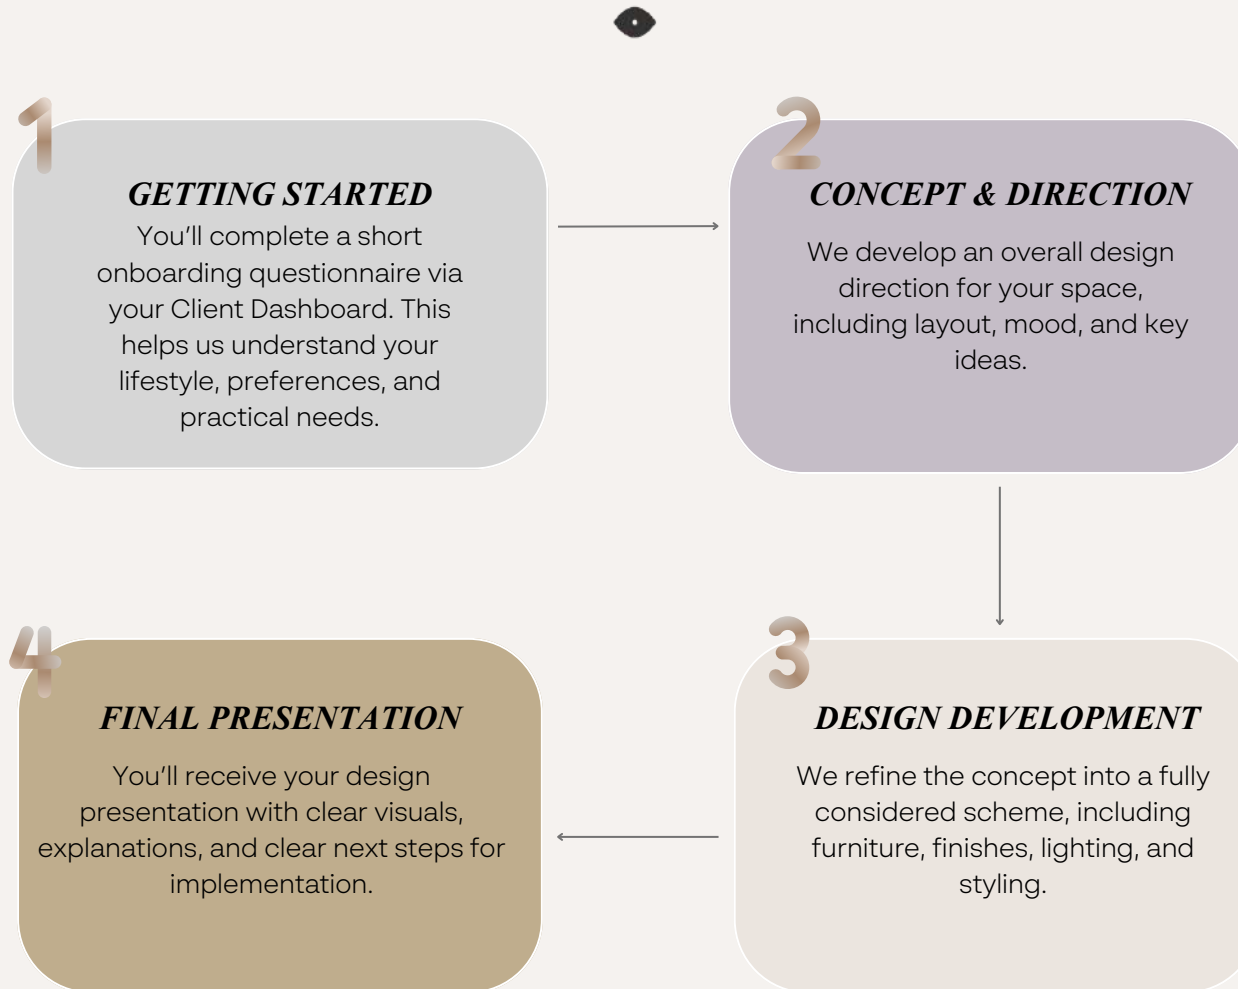 1
GETTING STARTED
You’ll complete a short
onboarding questionnaire via
your Client Dashboard. This
helps us understand your
lifestyle, preferences, and
practical needs.
2
CONCEPT & DIRECTION
We develop an overall design
direction for your space,
including layout, mood, and key
ideas.
3
DESIGN DEVELOPMENT
We refine the concept into a fully
considered scheme, including
furniture, finishes, lighting, and
styling.
4
FINAL PRESENTATION
You’ll receive your design
presentation with clear visuals,
explanations, and clear next steps for
implementation.